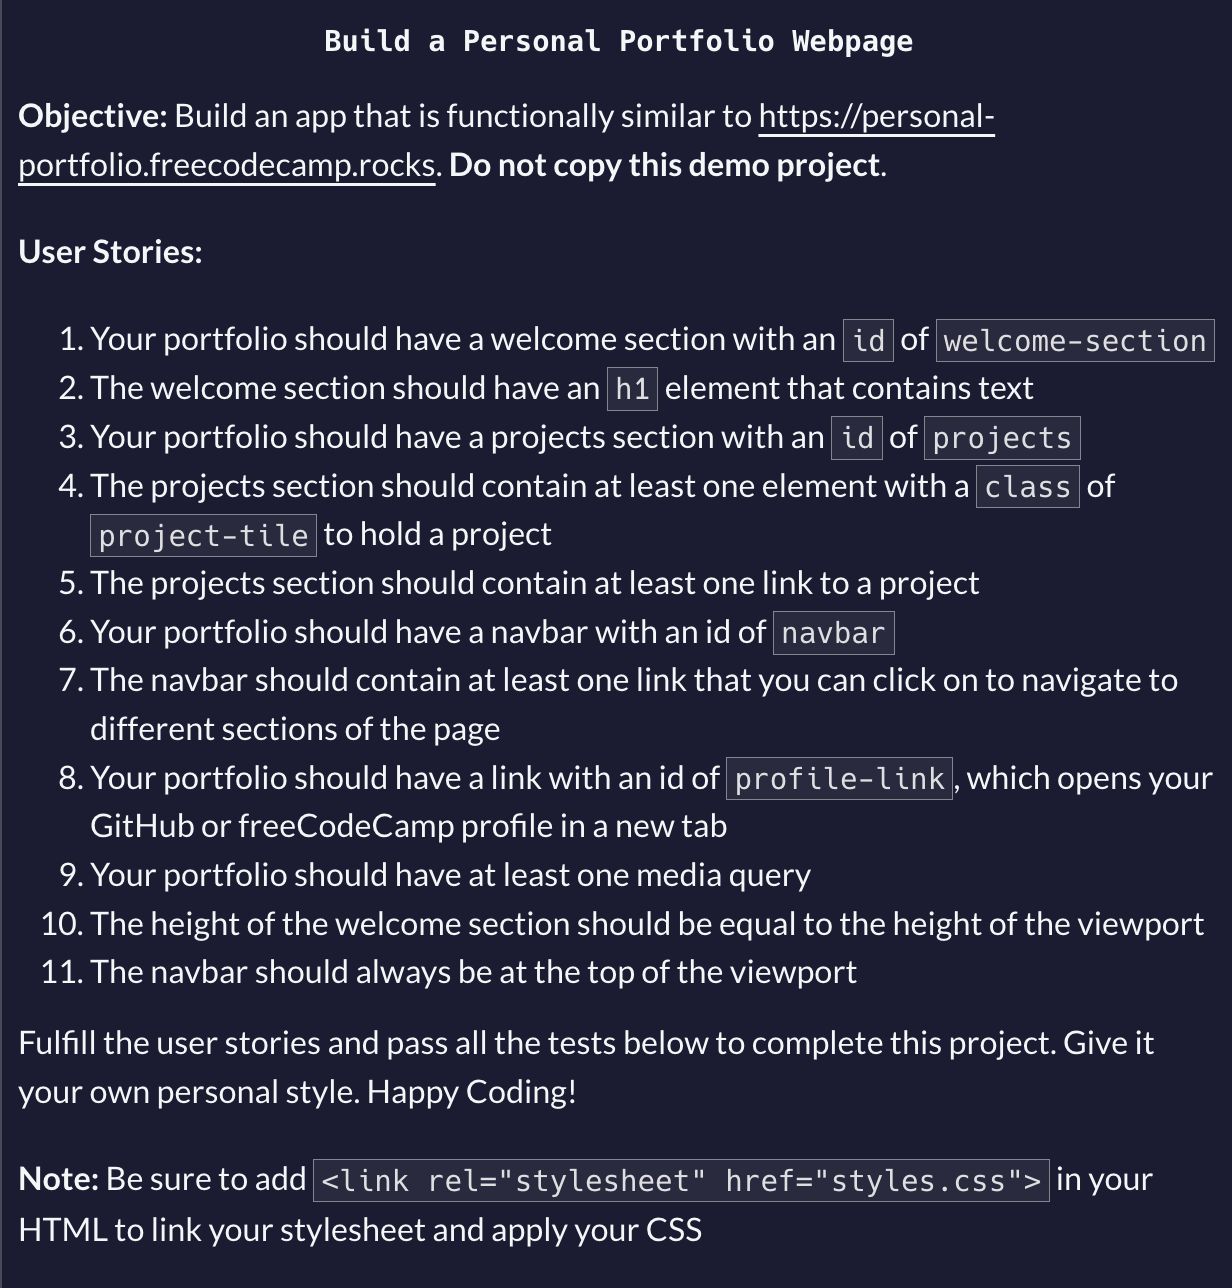 Build a Personal Portfolio Webpage
Objective: Build an app that is functionally similar to https://personal-
portfolio.freecodecamp.rocks. Do not copy this demo project.
User Stories:
1. Your portfolio should have a welcome section with an id of welcome-section
2. The welcome section should have an h1 element that contains text
3. Your portfolio should have a projects section with an id of projects
4. The projects section should contain at least one element with a class of
project-tile to hold a project
5. The projects section should contain at least one link to a project
6. Your portfolio should have a navbar with an id of navbar
7. The navbar should contain at least one link that you can click on to navigate to
different sections of the page
8. Your portfolio should have a link with an id of profile-link, which opens your
GitHub or freeCodeCamp profile in a new tab
9. Your portfolio should have at least one media query
10. The height of the welcome section should be equal to the height of the viewport
11. The navbar should always be at the top of the viewport
Fulfill the user stories and pass all the tests below to complete this project. Give it
your own personal style. Happy Coding!
Note: Be sure to add <link rel="stylesheet" href="styles.css"> in your
HTML to link your stylesheet and apply your CSS